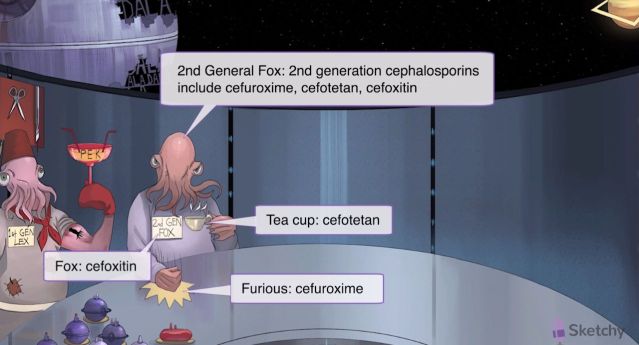 2nd General Fox: 2nd generation cephalosporins
include cefuroxime, cefotetan, cefoxitin
PEK
1st GEN
LEX
2nd GEN
FOX
Tea cup: cefotetan
Fox: cefoxitin
Furious: cefuroxime
Sketchy